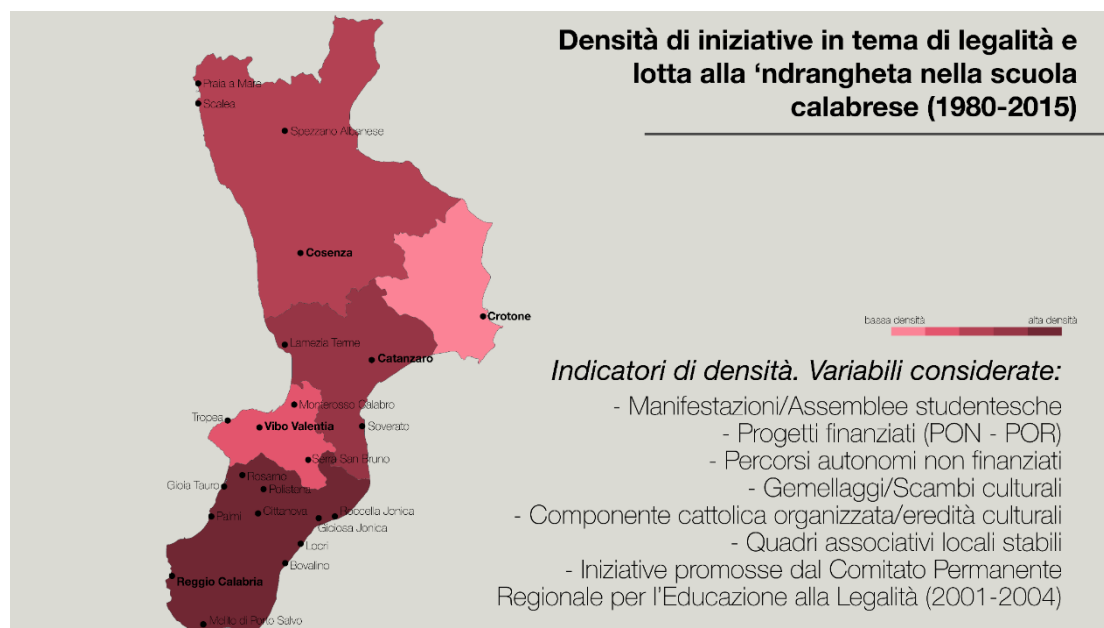 Densità di iniziative in tema di legalità e
lotta alla ‘ndrangheta nella scuola
calabrese (1980-2015)
Praia a Mare
Scalea
Spezzano Albanese
Cosenza
Crotone
bassa densità
alta densità
Lamezia Terme
Catanzaro
Indicatori di densità. Variabili considerate:
- Manifestazioni/Assemblee studentesche
- Progetti finanziati (PON - POR)
- Percorsi autonomi non finanziati
- Gemellaggi/Scambi culturali
- Componente cattolica organizzata/eredità culturali
- Quadri associativi locali stabili
- Iniziative promosse dal Comitato Permanente
Regionale per l’Educazione alla Legalità (2001-2004)
Monterosso Calabro
Tropea
Vibo Valentia
Soverato
Serra San Bruno
Rosarno
Gioia Tauro
Polistena
Cittanova
Roccella Jonica
Palmi
Gioiosa Jonica
Locri
Bovalino
Reggio Calabria
Melito di Porto Salvo